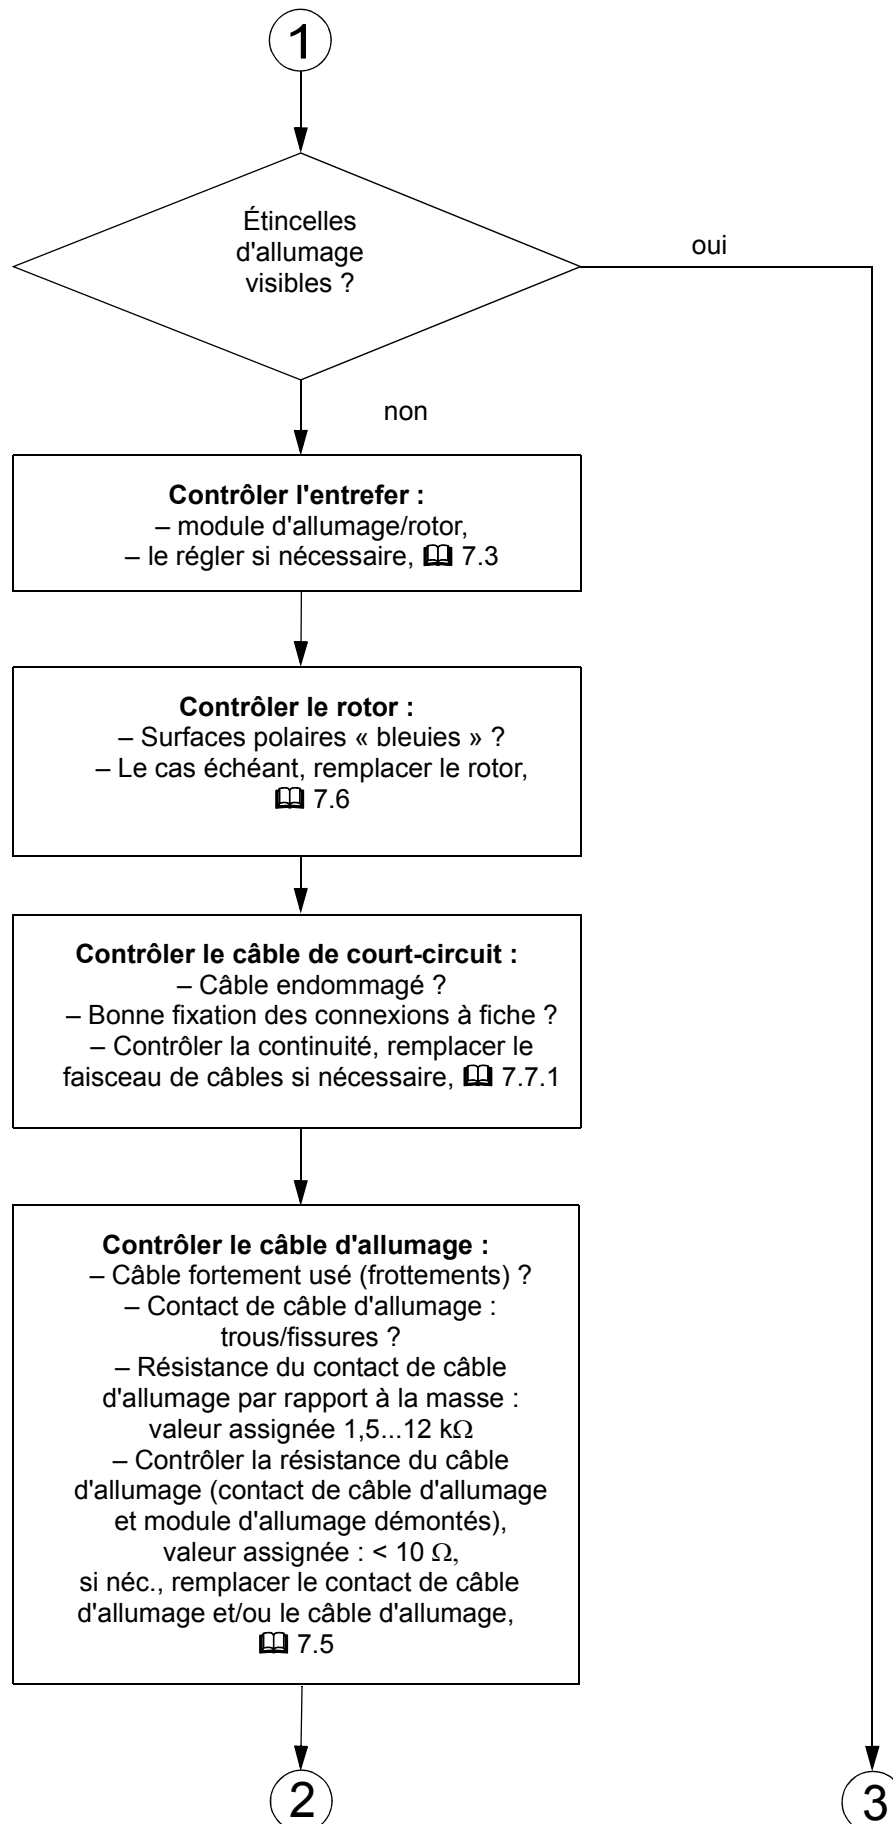 1
Étincelles
d'allumage
visibles ?
oui
non
Contrôler l'entrefer :
– module d'allumage/rotor,
– le régler si nécessaire, 🕮 7.3
Contrôler le rotor :
– Surfaces polaires « bleuies » ?
– Le cas échéant, remplacer le rotor,
🕮 7.6
Contrôler le câble de court-circuit :
– Câble endommagé ?
– Bonne fixation des connexions à fiche ?
– Contrôler la continuité, remplacer le
faisceau de câbles si nécessaire, 🕮 7.7.1
Contrôler le câble d'allumage :
– Câble fortement usé (frottements) ?
– Contact de câble d'allumage :
trous/fissures ?
– Résistance du contact de câble
d'allumage par rapport à la masse :
valeur assignée 1,5...12 kΩ
– Contrôler la résistance du câble
d'allumage (contact de câble d'allumage
et module d'allumage démontés),
valeur assignée : < 10 Ω,
si néc., remplacer le contact de câble
d'allumage et/ou le câble d'allumage,
🕮 7.5
2
3